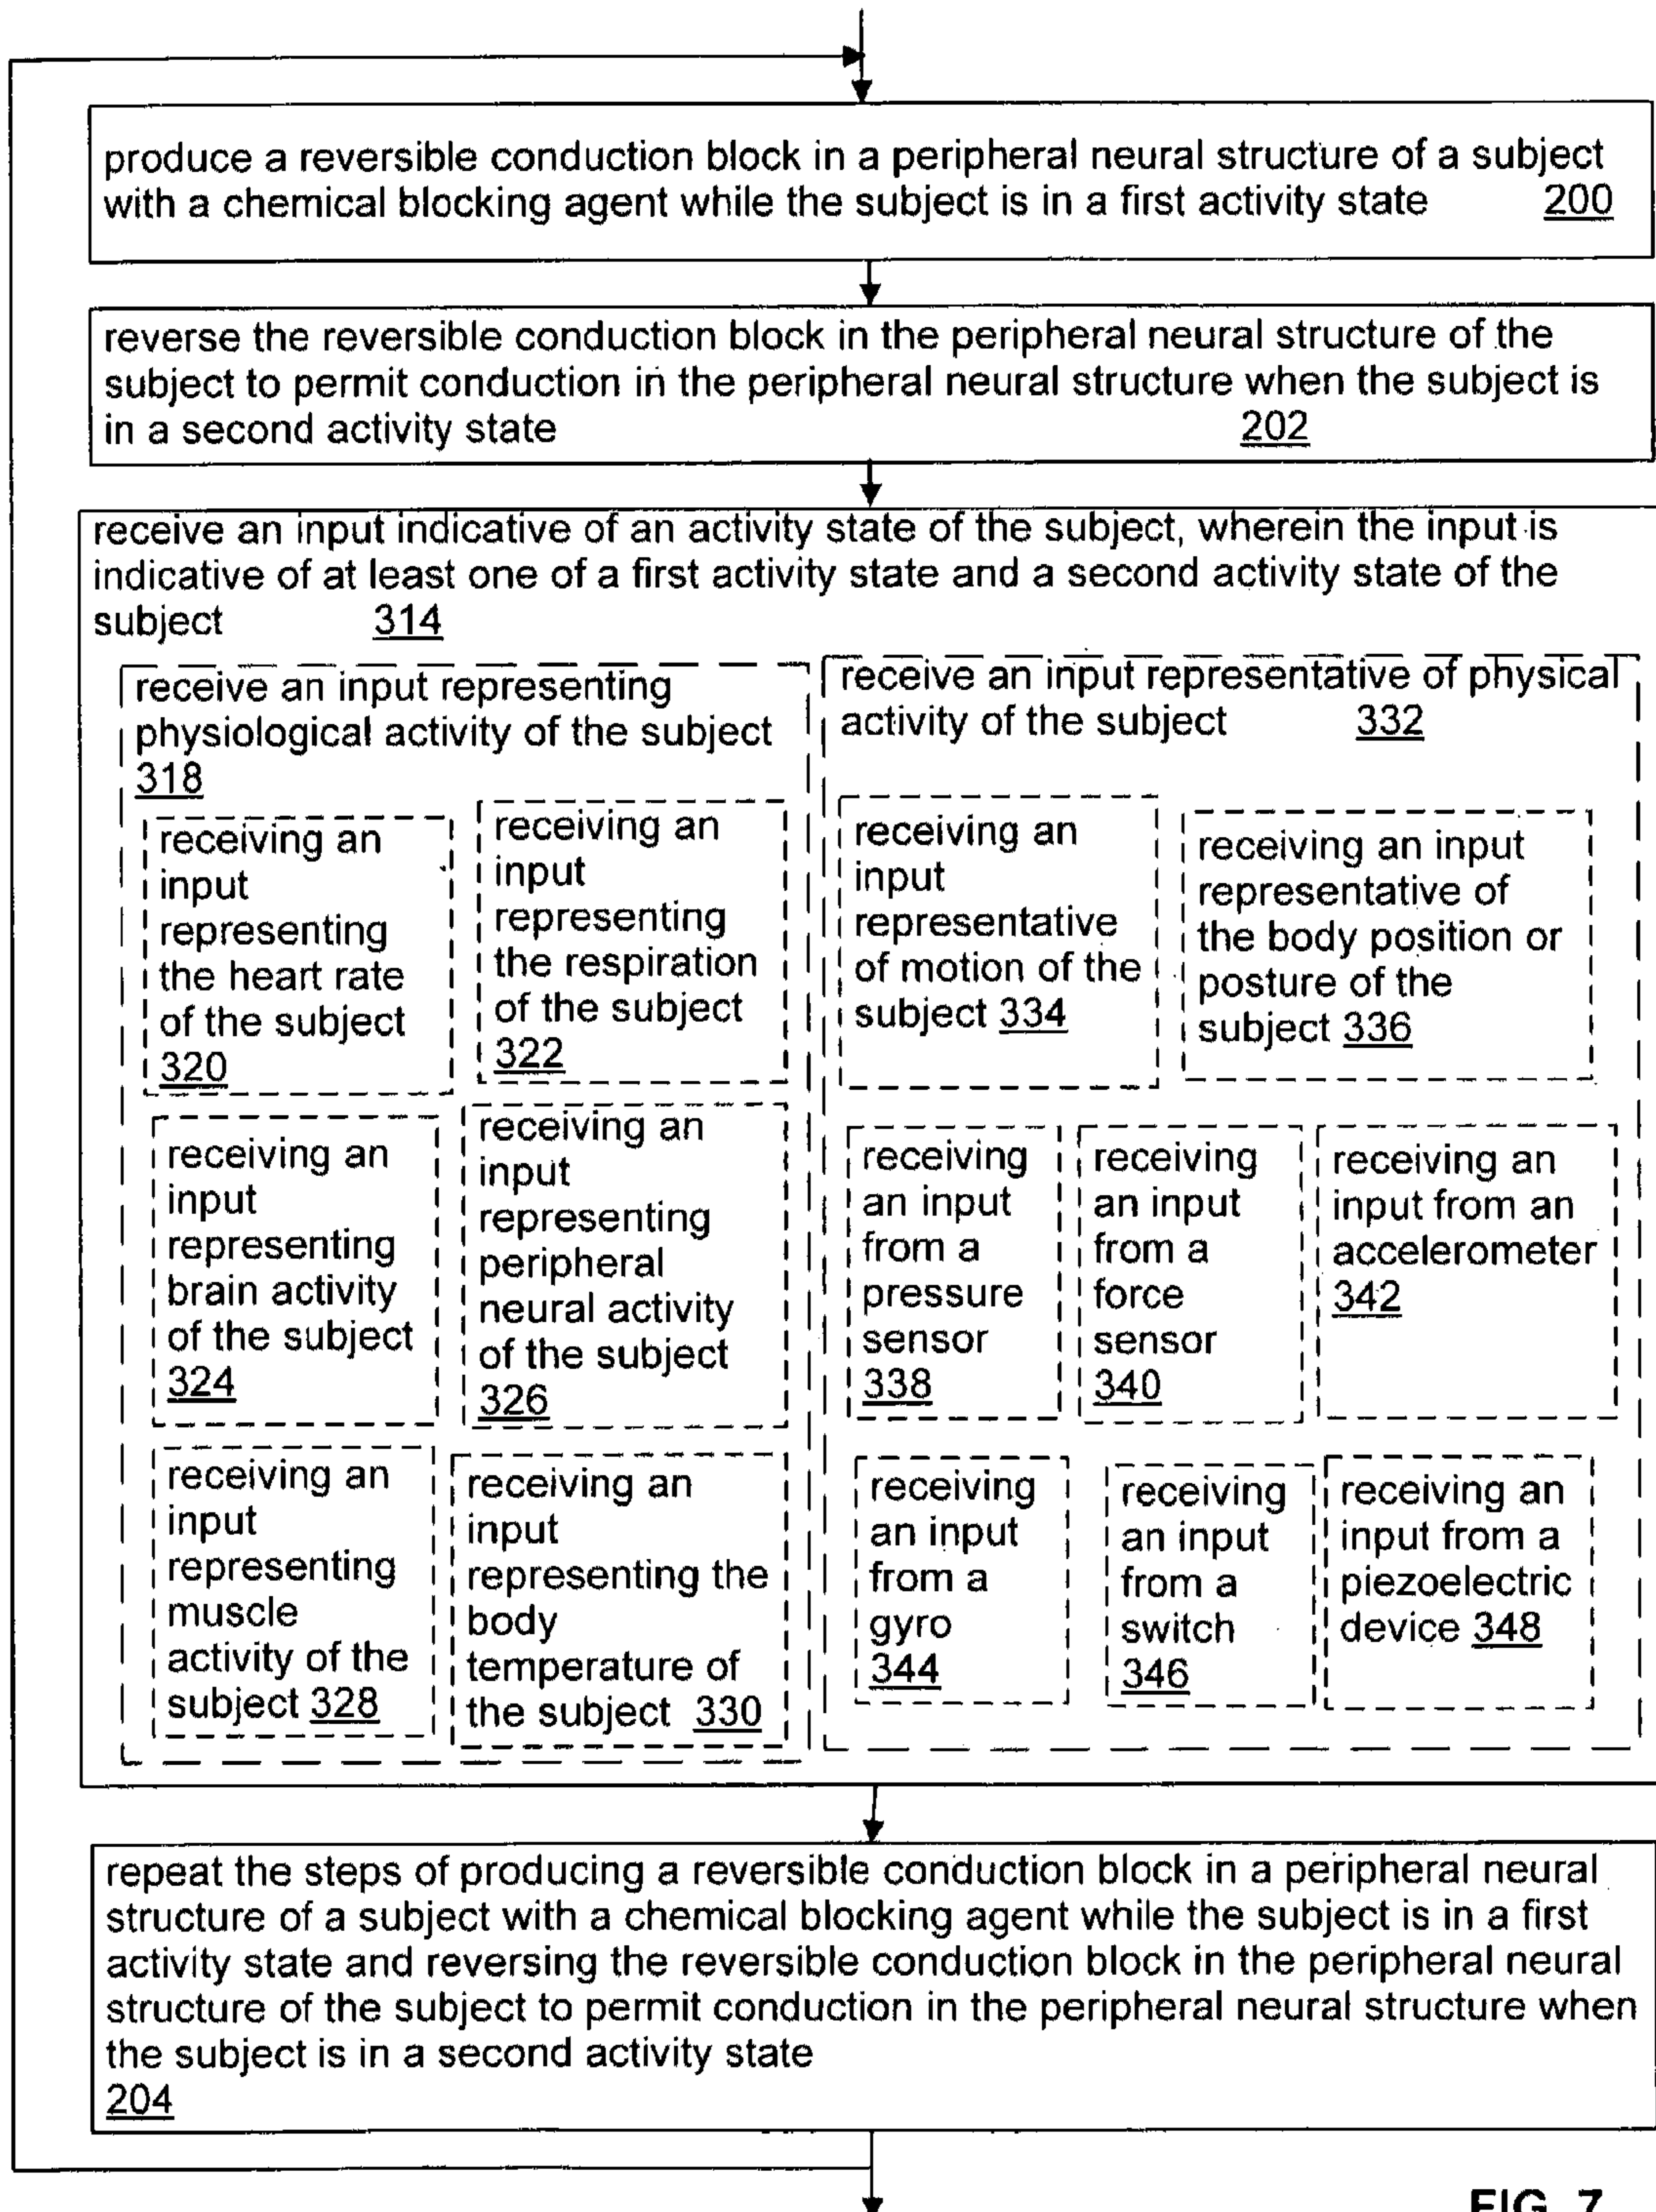 produce a reversible conduction block in a peripheral neural structure of a subject
with a chemical blocking agent while the subject is in a first activity state 200
reverse the reversible conduction block in the peripheral neural structure of the
subject to permit conduction in the peripheral neural structure when the subject is
in a second activity state 202
receive an input indicative of an activity state of the subject, wherein the input is
indicative of at least one of a first activity state and a second activity state of the
subject 314
receive an input representing
physiological activity of the subject
318
receiving an
input
representing
the heart rate
of the subject
320
receiving an
input
representing
the respiration
of the subject
322
receiving an
input
representing
brain activity
of the subject
324
receiving an
input
representing
peripheral
neural activity
of the subject
326
receiving an
input
representing
muscle
activity of the
subject 328
receiving an
input
representing the
body
temperature of
the subject 330
receive an input representative of physical
activity of the subject 332
receiving an
input
representative
of motion of the
subject 334
receiving an input
representative of
the body position or
posture of the
subject 336
receiving
an input
from a
pressure
sensor
338
receiving
an input
from a
force
sensor
340
receiving an
input from an
accelerometer
342
receiving
an input
from a
gyro
344
receiving
an input
from a
switch
346
receiving an
input from a
piezoelectric
device 348
repeat the steps of producing a reversible conduction block in a peripheral neural
structure of a subject with a chemical blocking agent while the subject is in a first
activity state and reversing the reversible conduction block in the peripheral neural
structure of the subject to permit conduction in the peripheral neural structure when
the subject is in a second activity state
204
FIG. 7